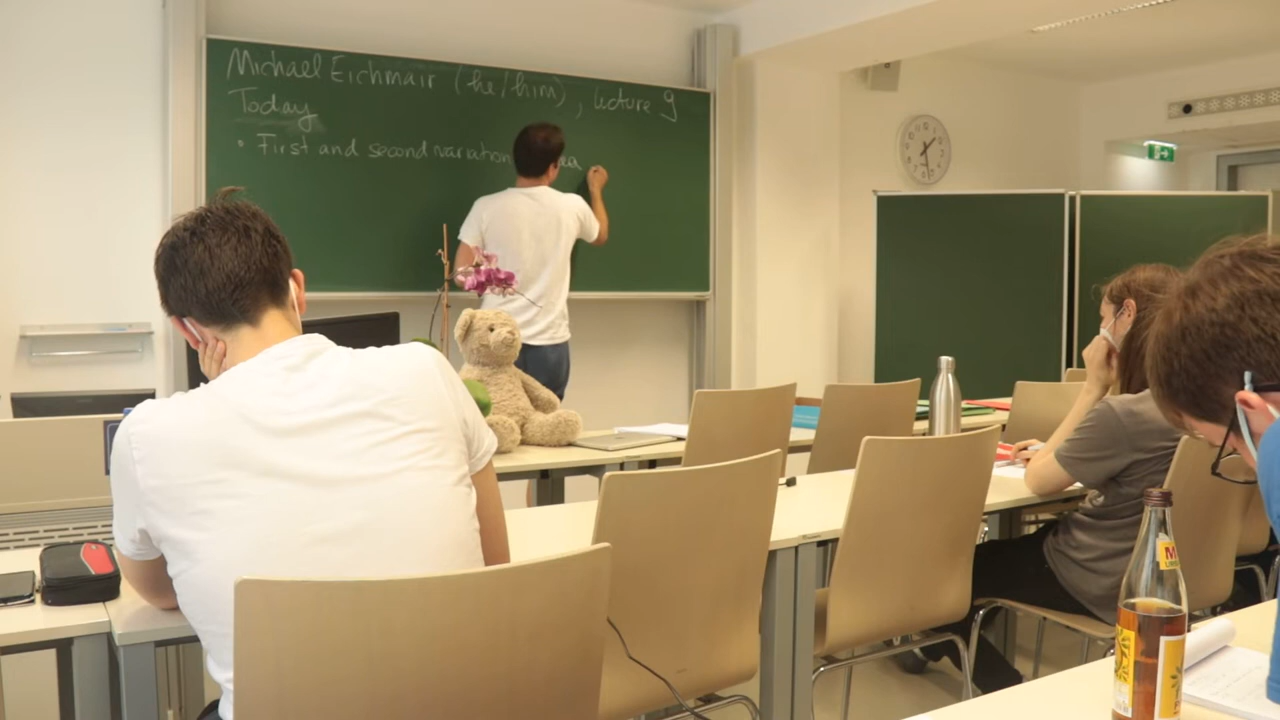 Michael Eichmair (he/him), lecture 9
Today
• First and second variation